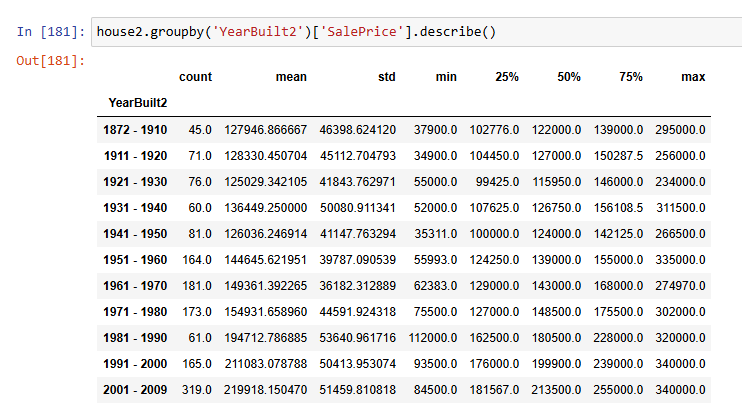 In [181]: house2.groupby('YearBuilt2')['SalePrice'].describe()
Out[181]:
count mean std min 25% 50% 75% max
YearBuilt2
1872 - 1910 45.0 127946.866667 46398.624120 37900.0 102776.0 122000.0 139000.0 295000.0
1911 - 1920 71.0 128330.450704 45112.704793 34900.0 104450.0 127000.0 150287.5 256000.0
1921 - 1930 76.0 125029.342105 41843.762971 55000.0 99425.0 115950.0 146000.0 234000.0
1931 - 1940 60.0 136449.250000 50080.911341 52000.0 107625.0 126750.0 156108.5 311500.0
1941 - 1950 81.0 126036.246914 41147.763294 35311.0 100000.0 124000.0 142125.0 266500.0
1951 - 1960 164.0 144645.621951 39787.090539 55993.0 124250.0 139000.0 155000.0 335000.0
1961 - 1970 181.0 149361.392265 36182.312889 62383.0 129000.0 143000.0 168000.0 274970.0
1971 - 1980 173.0 154931.658960 44591.924318 75500.0 127000.0 148500.0 175500.0 302000.0
1981 - 1990 61.0 194712.786885 53640.961716 112000.0 162500.0 180500.0 228000.0 320000.0
1991 - 2000 165.0 211083.078788 50413.953074 93500.0 176000.0 199900.0 239000.0 340000.0
2001 - 2009 319.0 219918.150470 51459.810818 84500.0 181567.0 213500.0 255000.0 340000.0